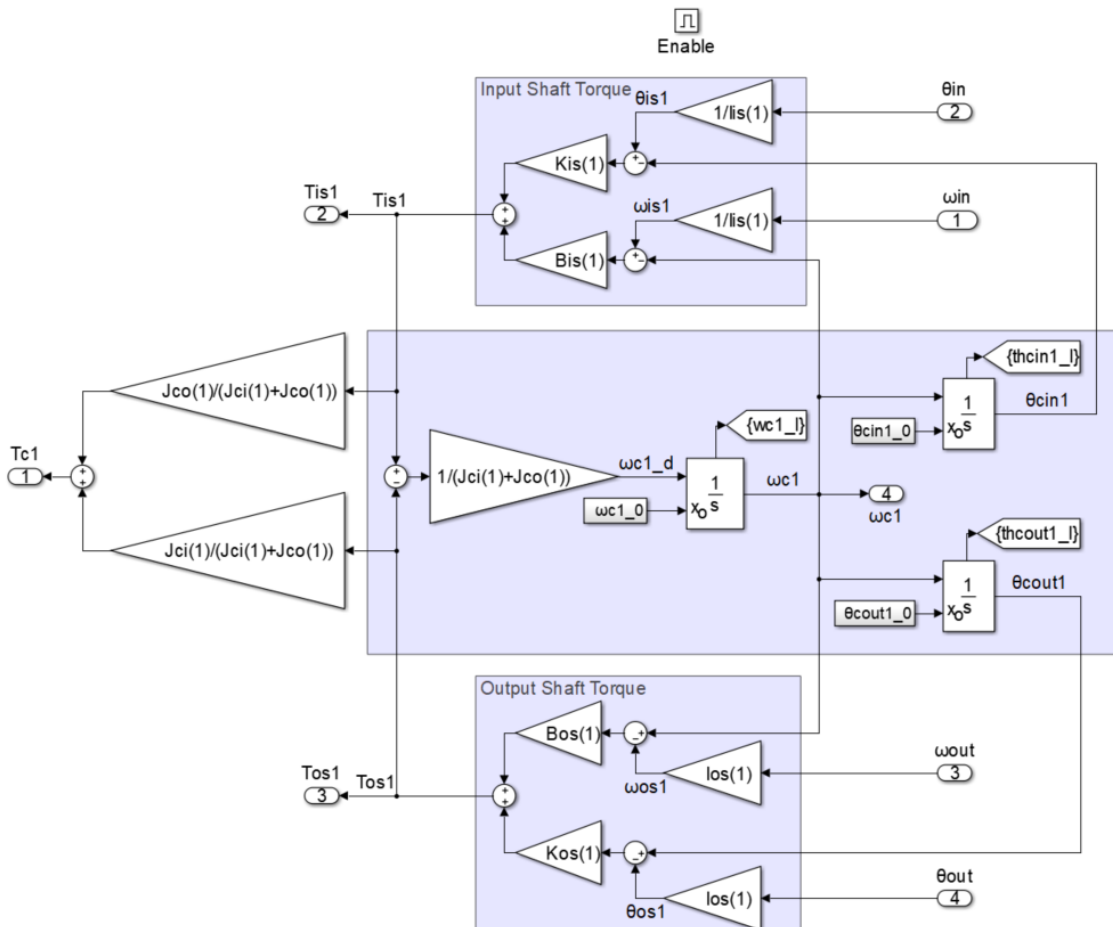 Enable
Input Shaft Torque
θis1
1/Iis(1)
θin
2
Kis(1)
+
-
Tis1
2
Tis1
+
+
ωis1
1/Iis(1)
ωin
1
Bis(1)
+
-
{thcin1_I}
Jco(1)/(Jci(1)+Jco(1))
1
s
xo
θcin1
θcin1_0
{wc1_I}
Tc1
1
+
+
+
-
1/(Jci(1)+Jco(1))
ωc1_d
1
s
xo
ωc1
4
ωc1
ωc1_0
{thcout1_I}
Jci(1)/(Jci(1)+Jco(1))
1
s
xo
θcout1
θcout1_0
Output Shaft Torque
Bos(1)
-
+
ωout
3
Tos1
3
Tos1
+
+
ωos1
Ios(1)
Kos(1)
-
+
θout
4
θos1
Ios(1)